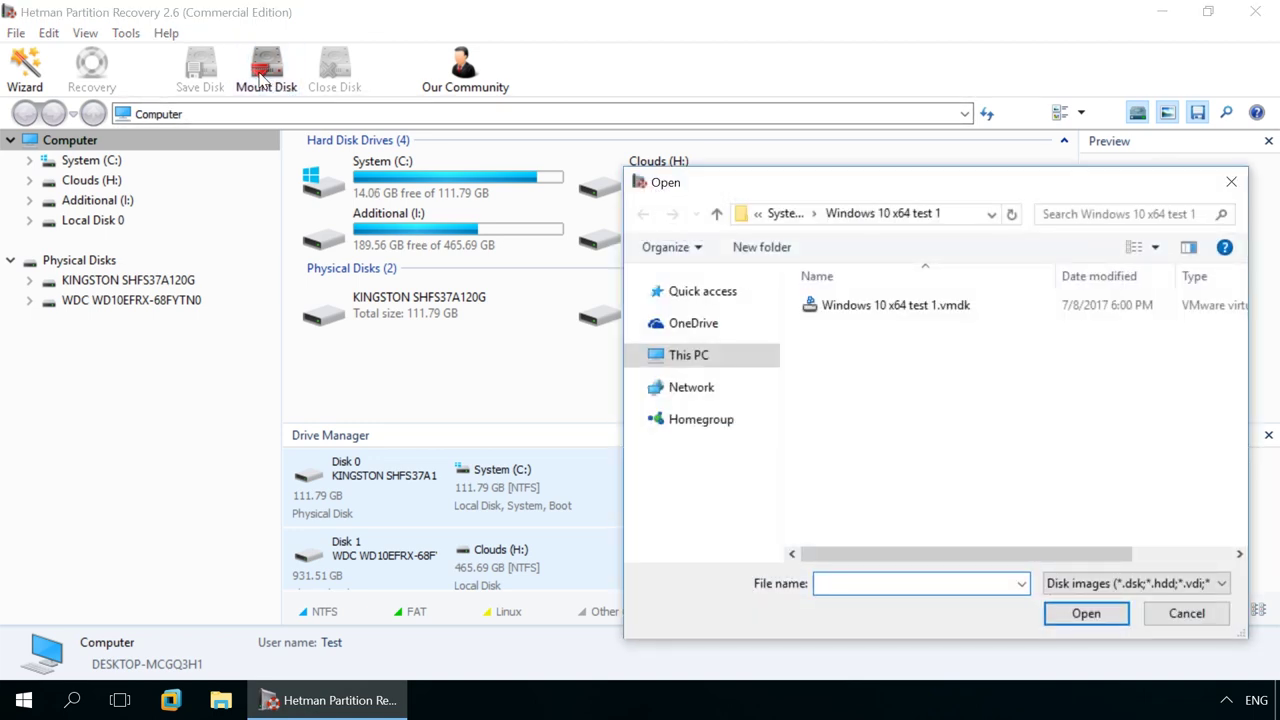 Hetman Partition Recovery 2.6 (Commercial Edition)
File Edit View Tools Help
Wizard Recovery Save Disk Mount Disk Close Disk Our Community
Computer
Computer
System (C:)
Clouds (H:)
Additional (I:)
Local Disk 0
Physical Disks
KINGSTON SHFS37A120G
WDC WD10EFRX-68FYTN0
Hard Disk Drives (4)
System (C:)
14.06 GB free of 111.79 GB
Clouds (H:)
Additional (I:)
189.56 GB free of 465.69 GB
Physical Disks (2)
KINGSTON SHFS37A120G
Total size: 111.79 GB
Preview
Open
« Syste... › Windows 10 x64 test 1
Search Windows 10 x64 test 1
Organize New folder
Quick access
OneDrive
This PC
Network
Homegroup
Name Date modified Type
Windows 10 x64 test 1.vmdk 7/8/2017 6:00 PM VMware virtu
File name: Disk images (*.dsk;*.hdd;*.vdi;*
Open Cancel
Drive Manager
Disk 0
KINGSTON SHFS37A1
111.79 GB
Physical Disk
System (C:)
111.79 GB [NTFS]
Local Disk, System, Boot
Disk 1
WDC WD10EFRX-68F
931.51 GB
Clouds (H:)
465.69 GB [NTFS]
Local Disk
NTFS FAT Linux Other
Computer User name: Test
DESKTOP-MCGQ3H1
Hetman Partition Re... ENG